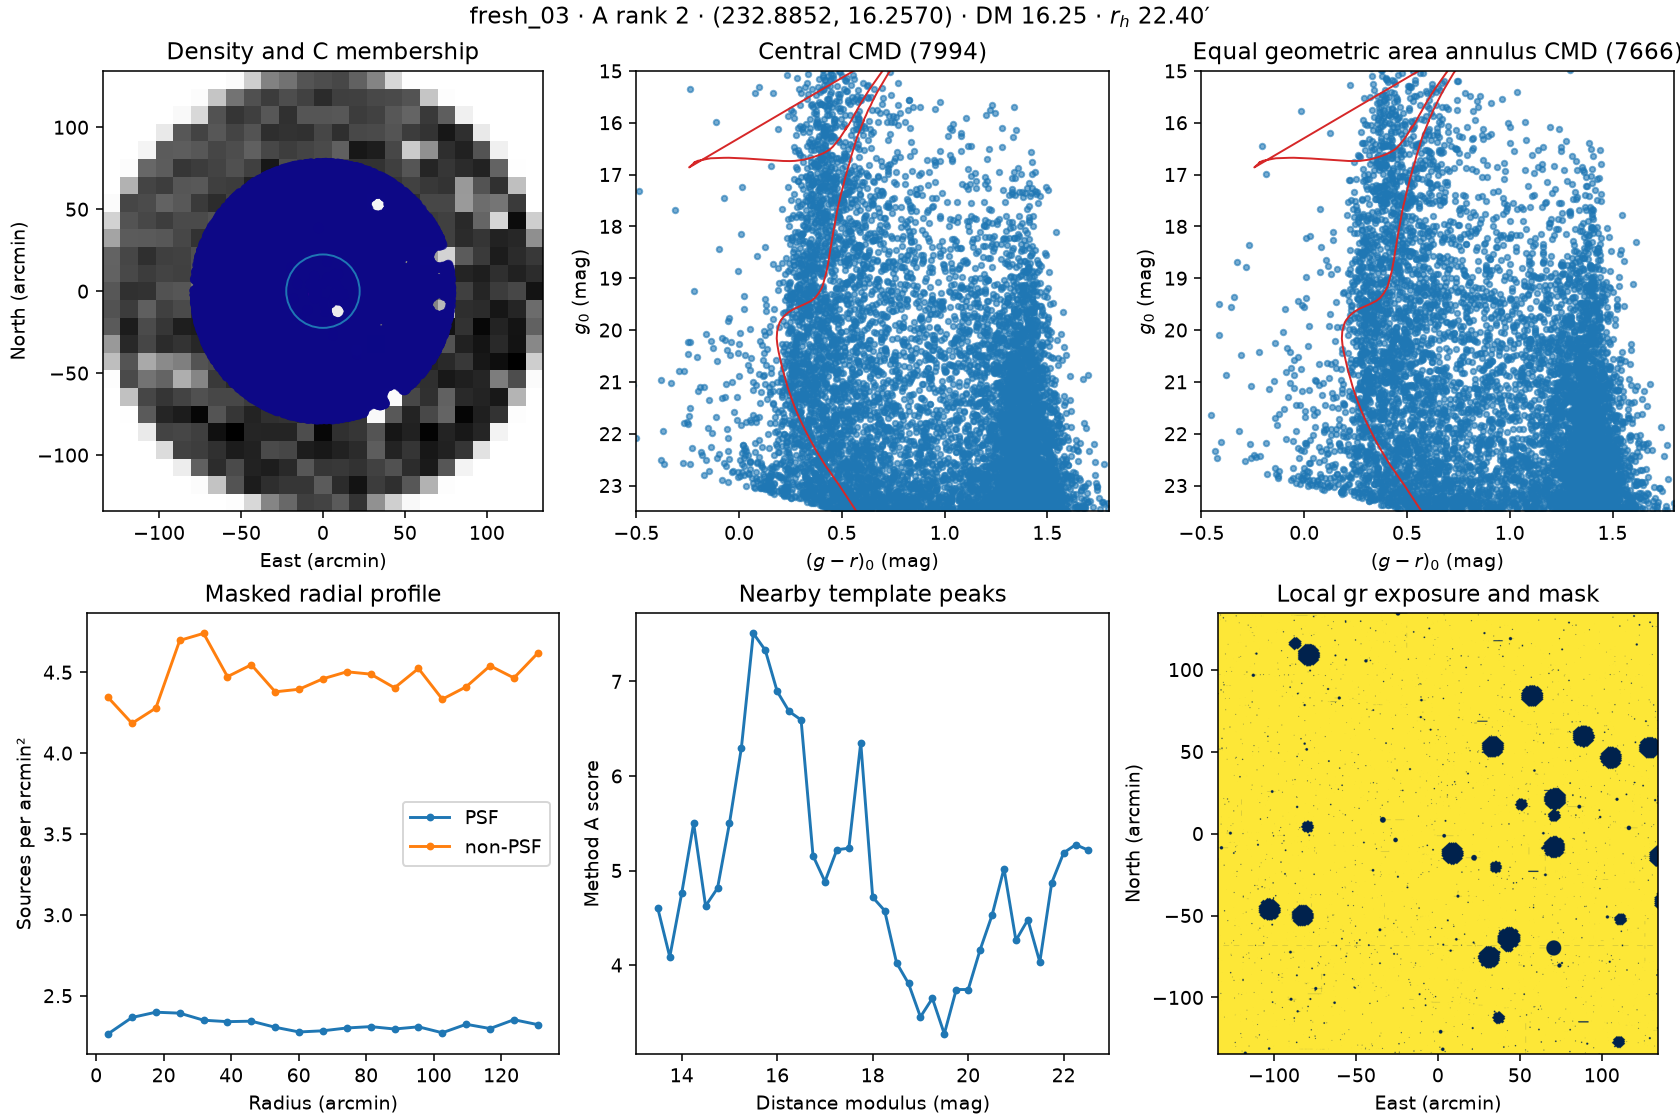 fresh_03 · A rank 2 · (232.8852, 16.2570) · DM 16.25 · r_h 22.40′
Density and C membership
Central CMD (7994)
Equal geometric area annulus CMD (7666)
100
50
0
−50
−100
North (arcmin)
−100 −50 0 50 100
East (arcmin)
15
16
17
18
19
20
21
22
23
g₀ (mag)
−0.5 0.0 0.5 1.0 1.5
(g − r)₀ (mag)
15
16
17
18
19
20
21
22
23
g₀ (mag)
−0.5 0.0 0.5 1.0 1.5
(g − r)₀ (mag)
Masked radial profile
Nearby template peaks
Local gr exposure and mask
4.5
4.0
3.5
3.0
2.5
Sources per arcmin²
PSF
non-PSF
0 20 40 60 80 100 120
Radius (arcmin)
7
6
5
4
Method A score
14 16 18 20 22
Distance modulus (mag)
100
50
0
−50
−100
North (arcmin)
−100 −50 0 50 100
East (arcmin)